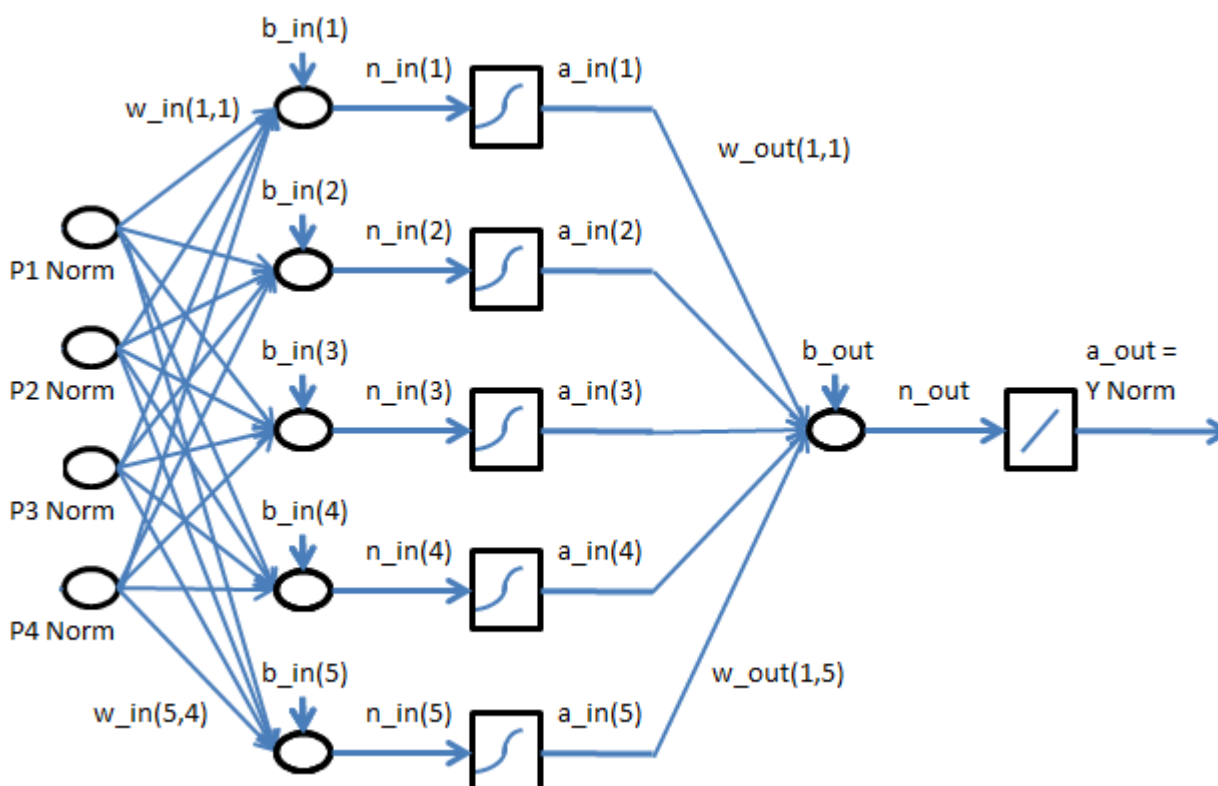 b_in(1)
n_in(1)
a_in(1)
w_in(1,1)
w_out(1,1)
b_in(2)
n_in(2)
a_in(2)
P1 Norm
b_in(3)
b_out
a_out =
P2 Norm
n_in(3)
a_in(3)
n_out
Y Norm
P3 Norm
b_in(4)
n_in(4)
a_in(4)
P4 Norm
b_in(5)
w_out(1,5)
w_in(5,4)
n_in(5)
a_in(5)